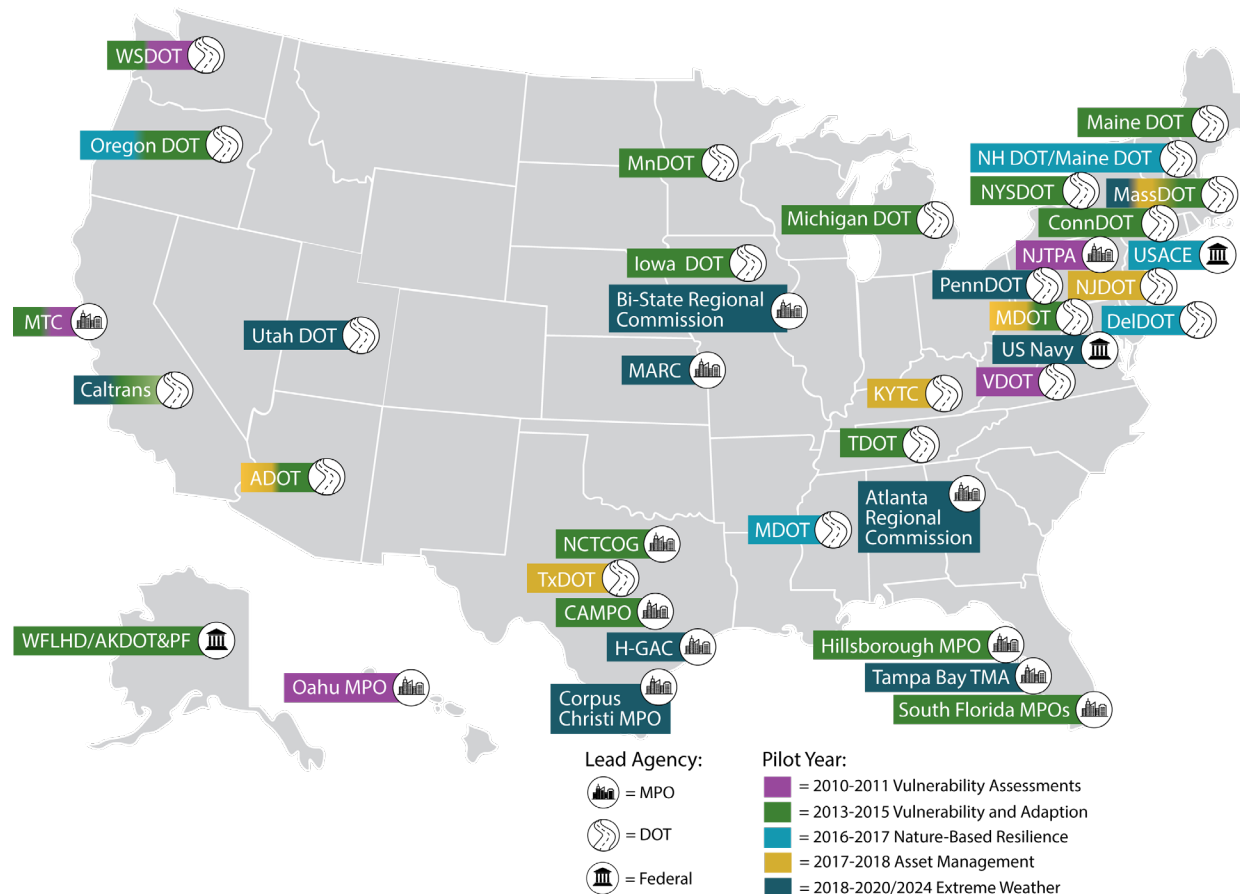 WSDOT
Oregon DOT
MTC
Caltrans
Utah DOT
ADOT
MnDOT
Michigan DOT
Iowa DOT
Bi-State Regional
Commission
MARC
Maine DOT
NH DOT/Maine DOT
NYSDOT
MassDOT
ConnDOT
NJTPA
USACE
PennDOT
NJDOT
MDOT
DelDOT
US Navy
VDOT
KYTC
TDOT
Atlanta
Regional
Commission
MDOT
NCTCOG
TxDOT
CAMPO
H-GAC
Corpus
Christi MPO
Hillsborough MPO
Tampa Bay TMA
South Florida MPOs
WFLHD/AKDOT&PF
Oahu MPO
Lead Agency:
= MPO
= DOT
= Federal
Pilot Year:
= 2010-2011 Vulnerability Assessments
= 2013-2015 Vulnerability and Adaption
= 2016-2017 Nature-Based Resilience
= 2017-2018 Asset Management
= 2018-2020/2024 Extreme Weather